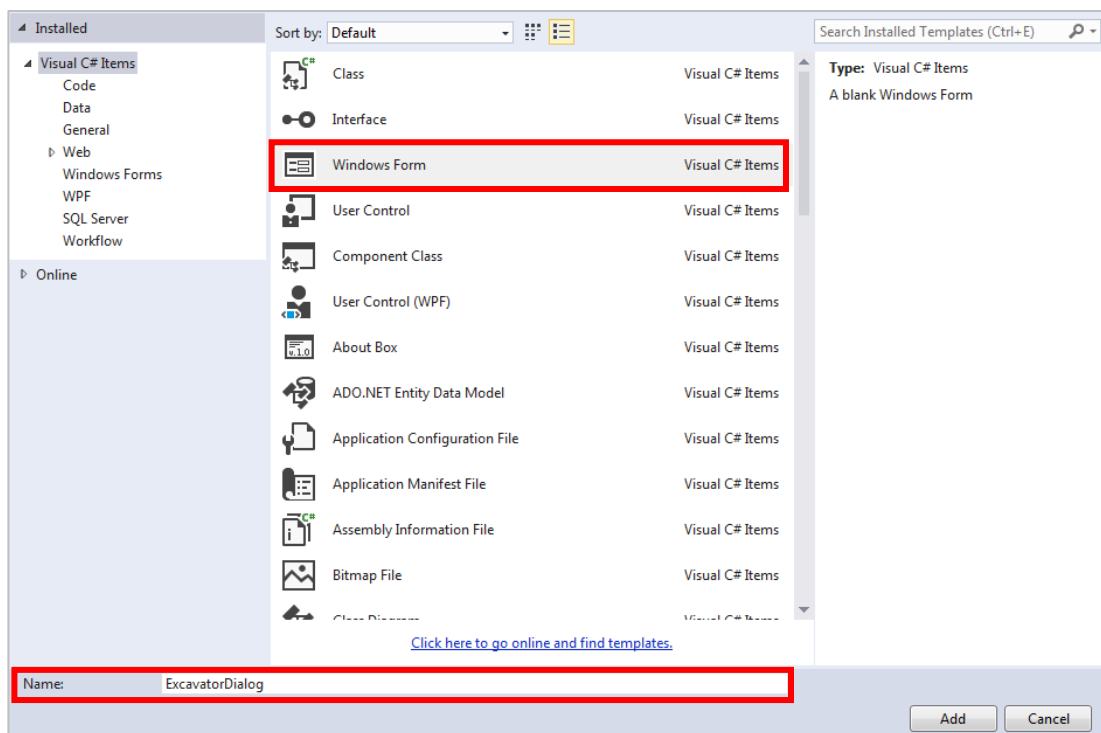 Installed
Sort by: Default
Search Installed Templates (Ctrl+E)
Visual C# Items
Code
Data
General
Web
Windows Forms
WPF
SQL Server
Workflow
Online
Class Visual C# Items
Interface Visual C# Items
Windows Form Visual C# Items
User Control Visual C# Items
Component Class Visual C# Items
User Control (WPF) Visual C# Items
About Box Visual C# Items
ADO.NET Entity Data Model Visual C# Items
Application Configuration File Visual C# Items
Application Manifest File Visual C# Items
Assembly Information File Visual C# Items
Bitmap File Visual C# Items
Class Diagram Visual C# Items
Click here to go online and find templates.
Type: Visual C# Items
A blank Windows Form
Name: ExcavatorDialog
Add Cancel